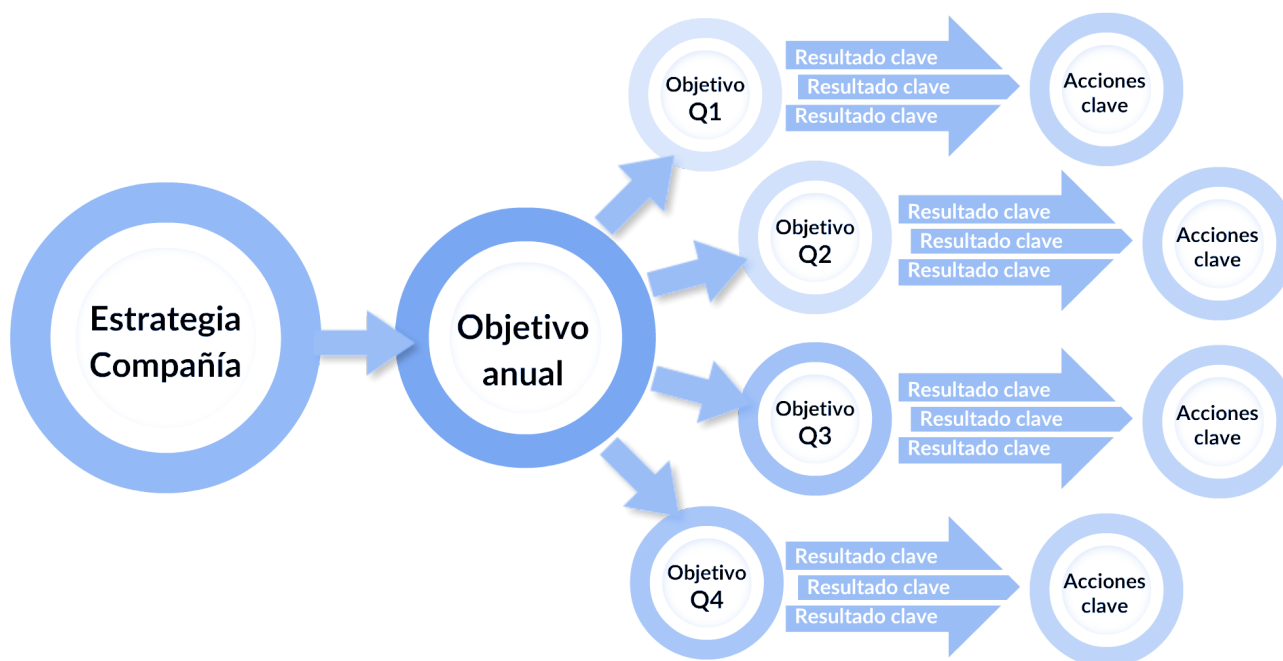 Estrategia
Compañía
Objetivo
anual
Objetivo
Q1
Resultado clave
Resultado clave
Resultado clave
Acciones
clave
Objetivo
Q2
Resultado clave
Resultado clave
Resultado clave
Acciones
clave
Objetivo
Q3
Resultado clave
Resultado clave
Resultado clave
Acciones
clave
Objetivo
Q4
Resultado clave
Resultado clave
Resultado clave
Acciones
clave